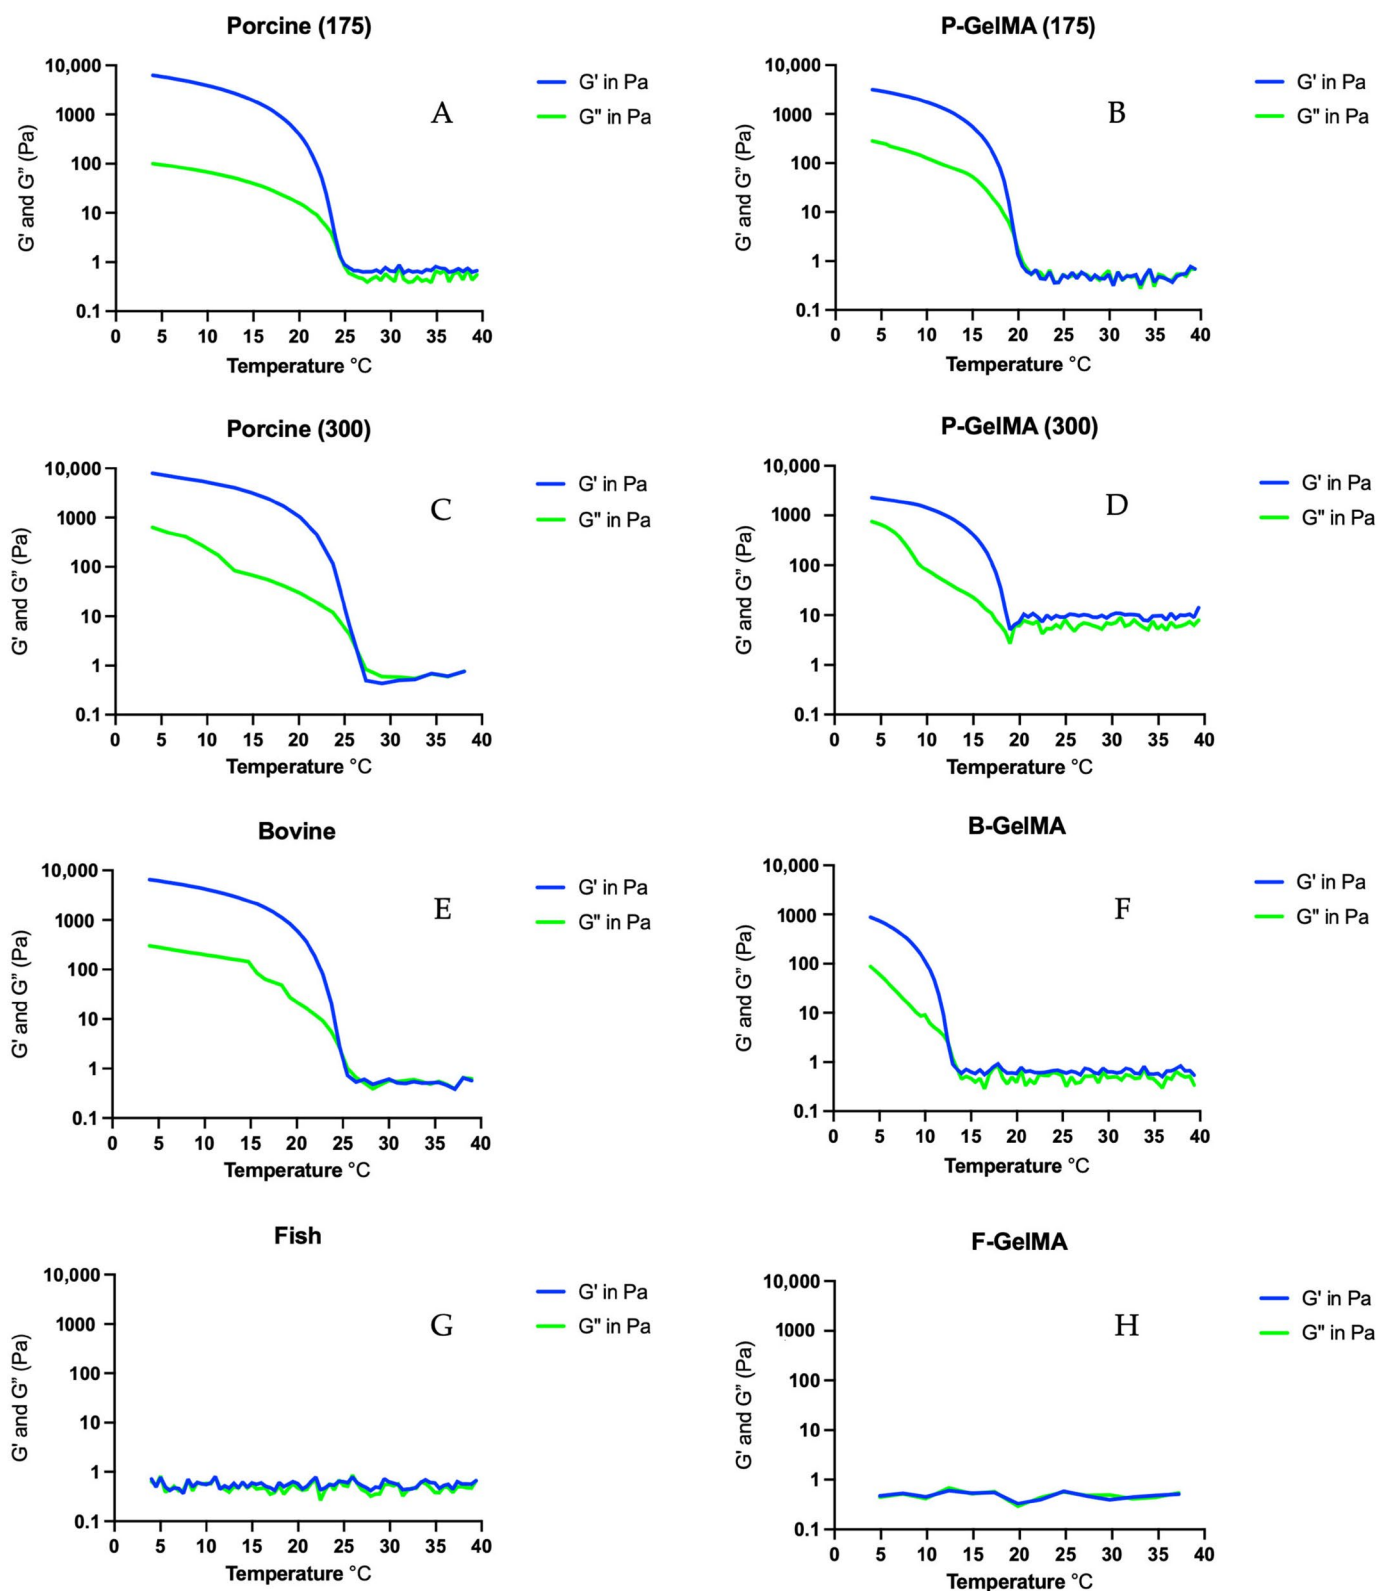 Porcine (175)
10,000
1000
100
10
1
0.1
G' and G” (Pa)
A
G' in Pa
G" in Pa
0 5 10 15 20 25 30 35 40
Temperature °C
P-GelMA (175)
10,000
1000
100
10
1
0.1
G' and G” (Pa)
B
G' in Pa
G" in Pa
0 5 10 15 20 25 30 35 40
Temperature °C
Porcine (300)
10,000
1000
100
10
1
0.1
G' and G” (Pa)
C
G' in Pa
G" in Pa
0 5 10 15 20 25 30 35 40
Temperature °C
P-GelMA (300)
10,000
1000
100
10
1
0.1
G' and G” (Pa)
D
G' in Pa
G" in Pa
0 5 10 15 20 25 30 35 40
Temperature °C
Bovine
10,000
1000
100
10
1
0.1
G' and G” (Pa)
E
G' in Pa
G" in Pa
0 5 10 15 20 25 30 35 40
Temperature °C
B-GelMA
10,000
1000
100
10
1
0.1
G' and G” (Pa)
F
G' in Pa
G" in Pa
0 5 10 15 20 25 30 35 40
Temperature °C
Fish
10,000
1000
100
10
1
0.1
G' and G” (Pa)
G
G' in Pa
G" in Pa
0 5 10 15 20 25 30 35 40
Temperature °C
F-GelMA
10,000
1000
100
10
1
0.1
G' and G” (Pa)
H
G' in Pa
G" in Pa
0 5 10 15 20 25 30 35 40
Temperature °C